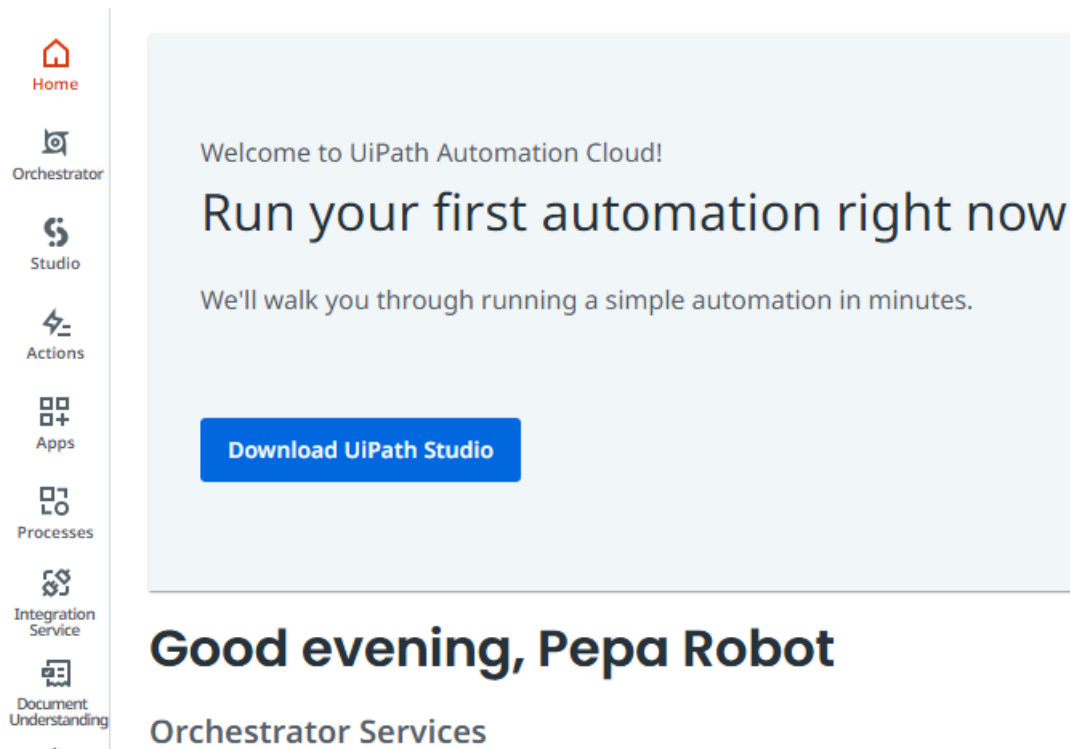 Home
Orchestrator
Studio
Actions
Apps
Processes
Integration
Service
Document
Understanding
Welcome to UiPath Automation Cloud!
Run your first automation right now
We'll walk you through running a simple automation in minutes.
Download UiPath Studio
Good evening, Pepa Robot
Orchestrator Services